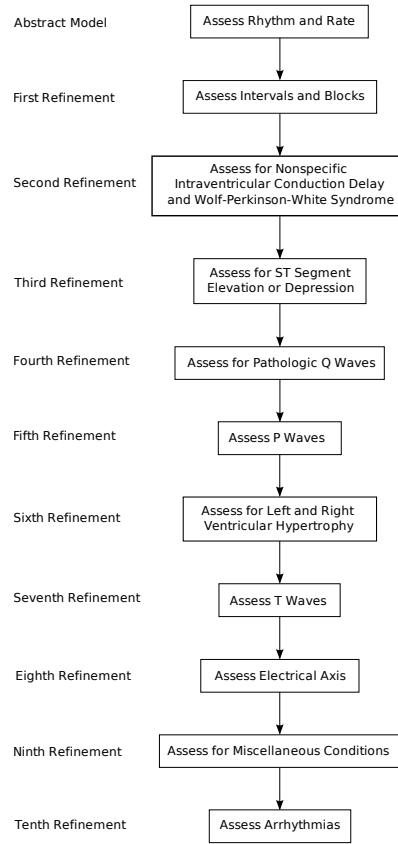 Abstract Model
Assess Rhythm and Rate
First Refinement
Assess Intervals and Blocks
Second Refinement
Assess for Nonspecific
Intraventricular Conduction Delay
and Wolf-Perkinson-White Syndrome
Third Refinement
Assess for ST Segment
Elevation or Depression
Fourth Refinement
Assess for Pathologic Q Waves
Fifth Refinement
Assess P Waves
Sixth Refinement
Assess for Left and Right
Ventricular Hypertrophy
Seventh Refinement
Assess T Waves
Eighth Refinement
Assess Electrical Axis
Ninth Refinement
Assess for Miscellaneous Conditions
Tenth Refinement
Assess Arrhythmias